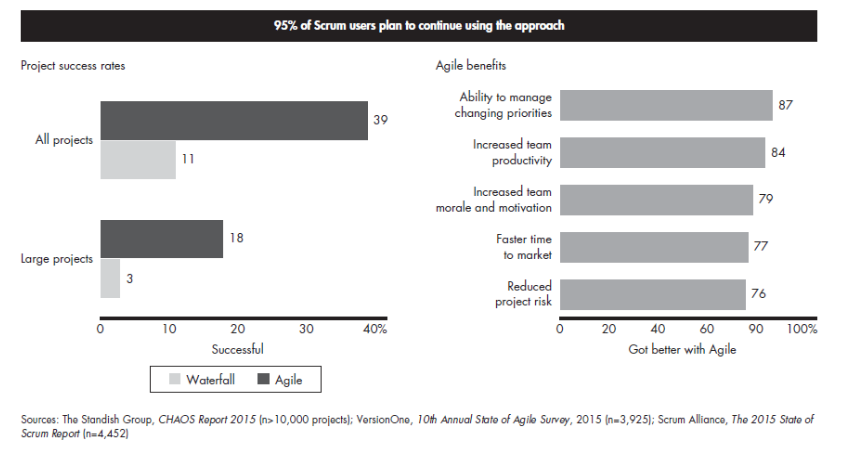 95% of Scrum users plan to continue using the approach
Project success rates
All projects
39
11
Large projects
18
3
0 10 20 30 40%
Successful
Waterfall Agile
Agile benefits
Ability to manage
changing priorities
87
Increased team
productivity
84
Increased team
morale and motivation
79
Faster time
to market
77
Reduced
project risk
76
0 20 40 60 90 100%
Got better with Agile
Sources: The Standish Group, CHAOS Report 2015 (n>10,000 projects); VersionOne, 10th Annual State of Agile Survey, 2015 (n=3,925); Scrum Alliance, The 2015 State of
Scrum Report (n=4,452)